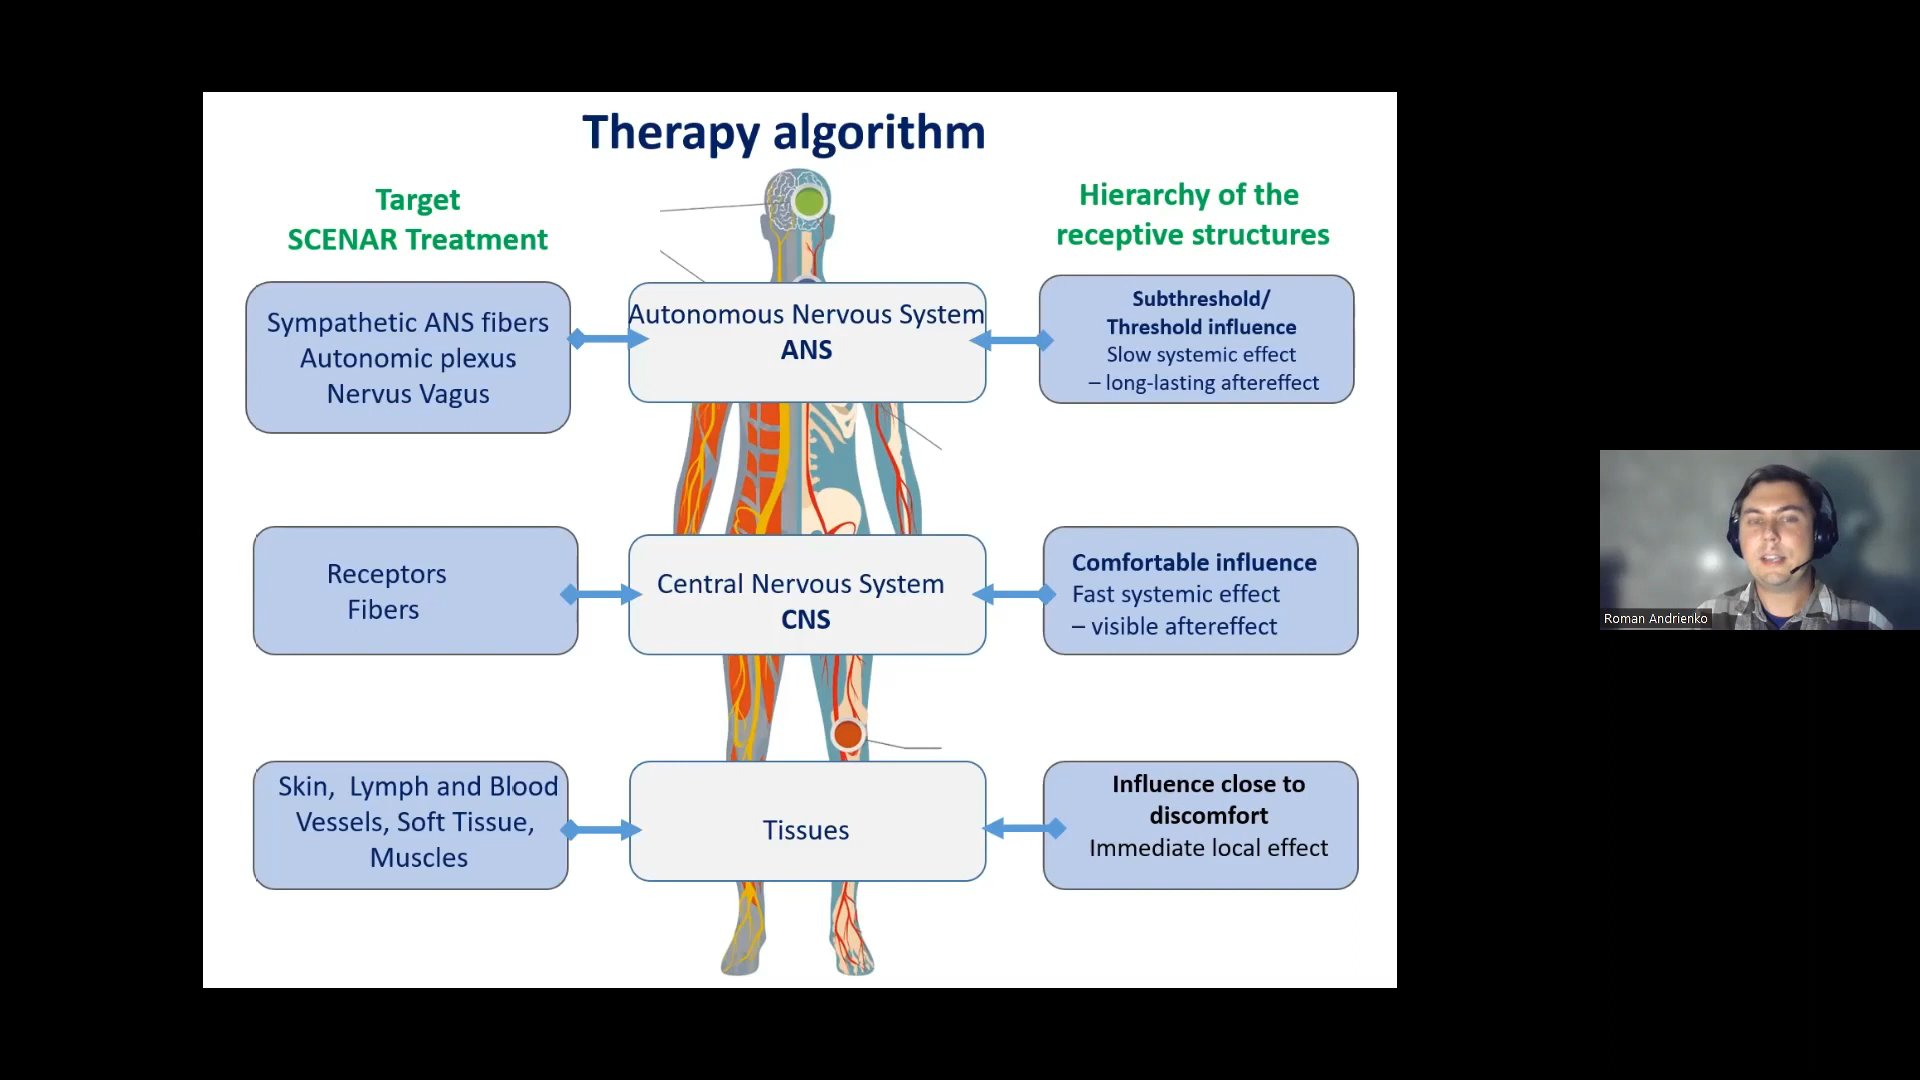 Therapy algorithm
Target
SCENAR Treatment
Hierarchy of the
receptive structures
Sympathetic ANS fibers
Autonomic plexus
Nervus Vagus
Autonomous Nervous System
ANS
Subthreshold/
Threshold influence
Slow systemic effect
– long-lasting aftereffect
Receptors
Fibers
Central Nervous System
CNS
Comfortable influence
Fast systemic effect
– visible aftereffect
Skin, Lymph and Blood
Vessels, Soft Tissue,
Muscles
Tissues
Influence close to
discomfort
Immediate local effect
Roman Andrienko